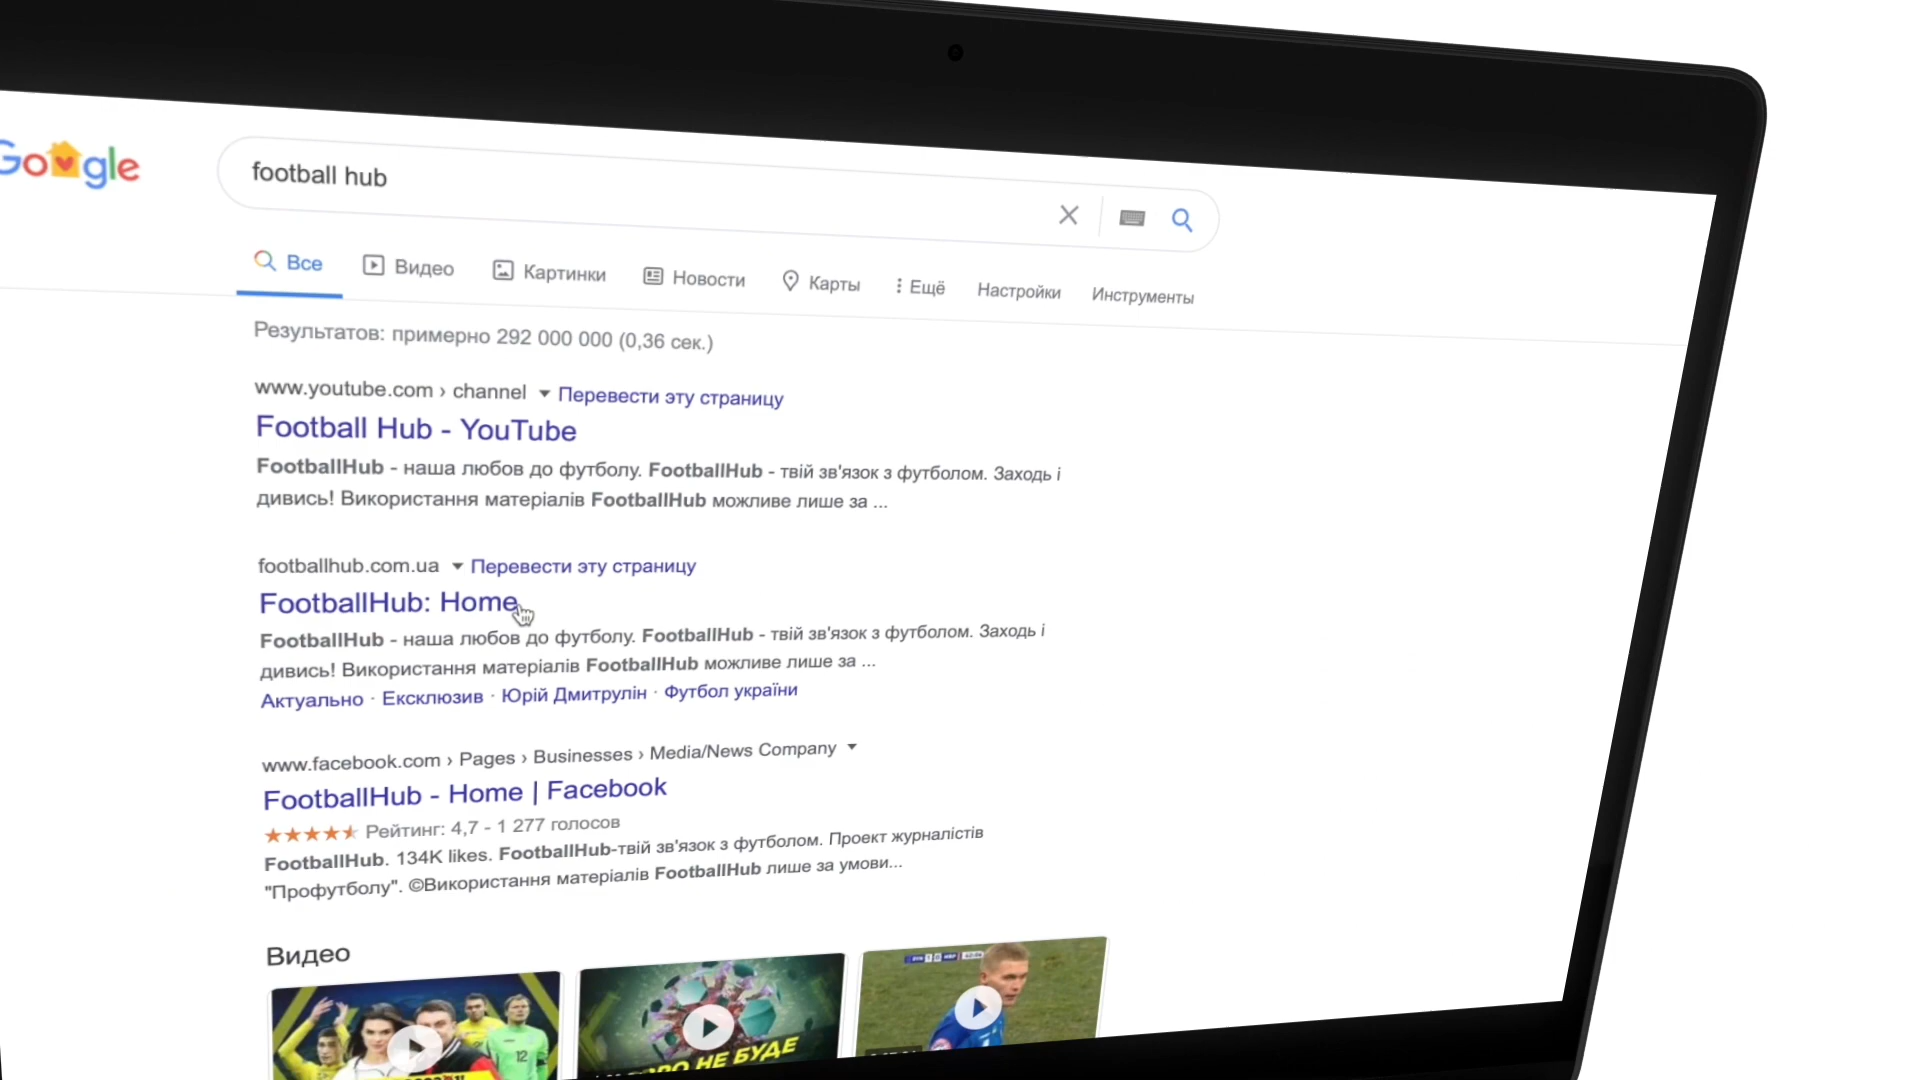 Google
football hub
Все
Видео
Картинки
Новости
Карты
Ещё
Настройки
Инструменты
Результатов: примерно 292 000 000 (0,36 сек.)
www.youtube.com › channel Перевести эту страницу
Football Hub - YouTube
FootballHub - наша любов до футболу. FootballHub - твій зв'язок з футболом. Заходь і
дивись! Використання матеріалів FootballHub можливе лише за ...
footballhub.com.ua Перевести эту страницу
FootballHub: Home
FootballHub - наша любов до футболу. FootballHub - твій зв'язок з футболом. Заходь і
дивись! Використання матеріалів FootballHub можливе лише за ...
Актуально · Ексклюзив · Юрій Дмитрулін · Футбол україни
www.facebook.com › Pages › Businesses › Media/News Company
FootballHub - Home | Facebook
Рейтинг: 4,7 - 1 277 голосов
FootballHub. 134K likes. FootballHub-твій зв'язок з футболом. Проект журналістів
"Профутболу". ©Використання матеріалів FootballHub лише за умови...
Видео
12
НЕ БУДЕ